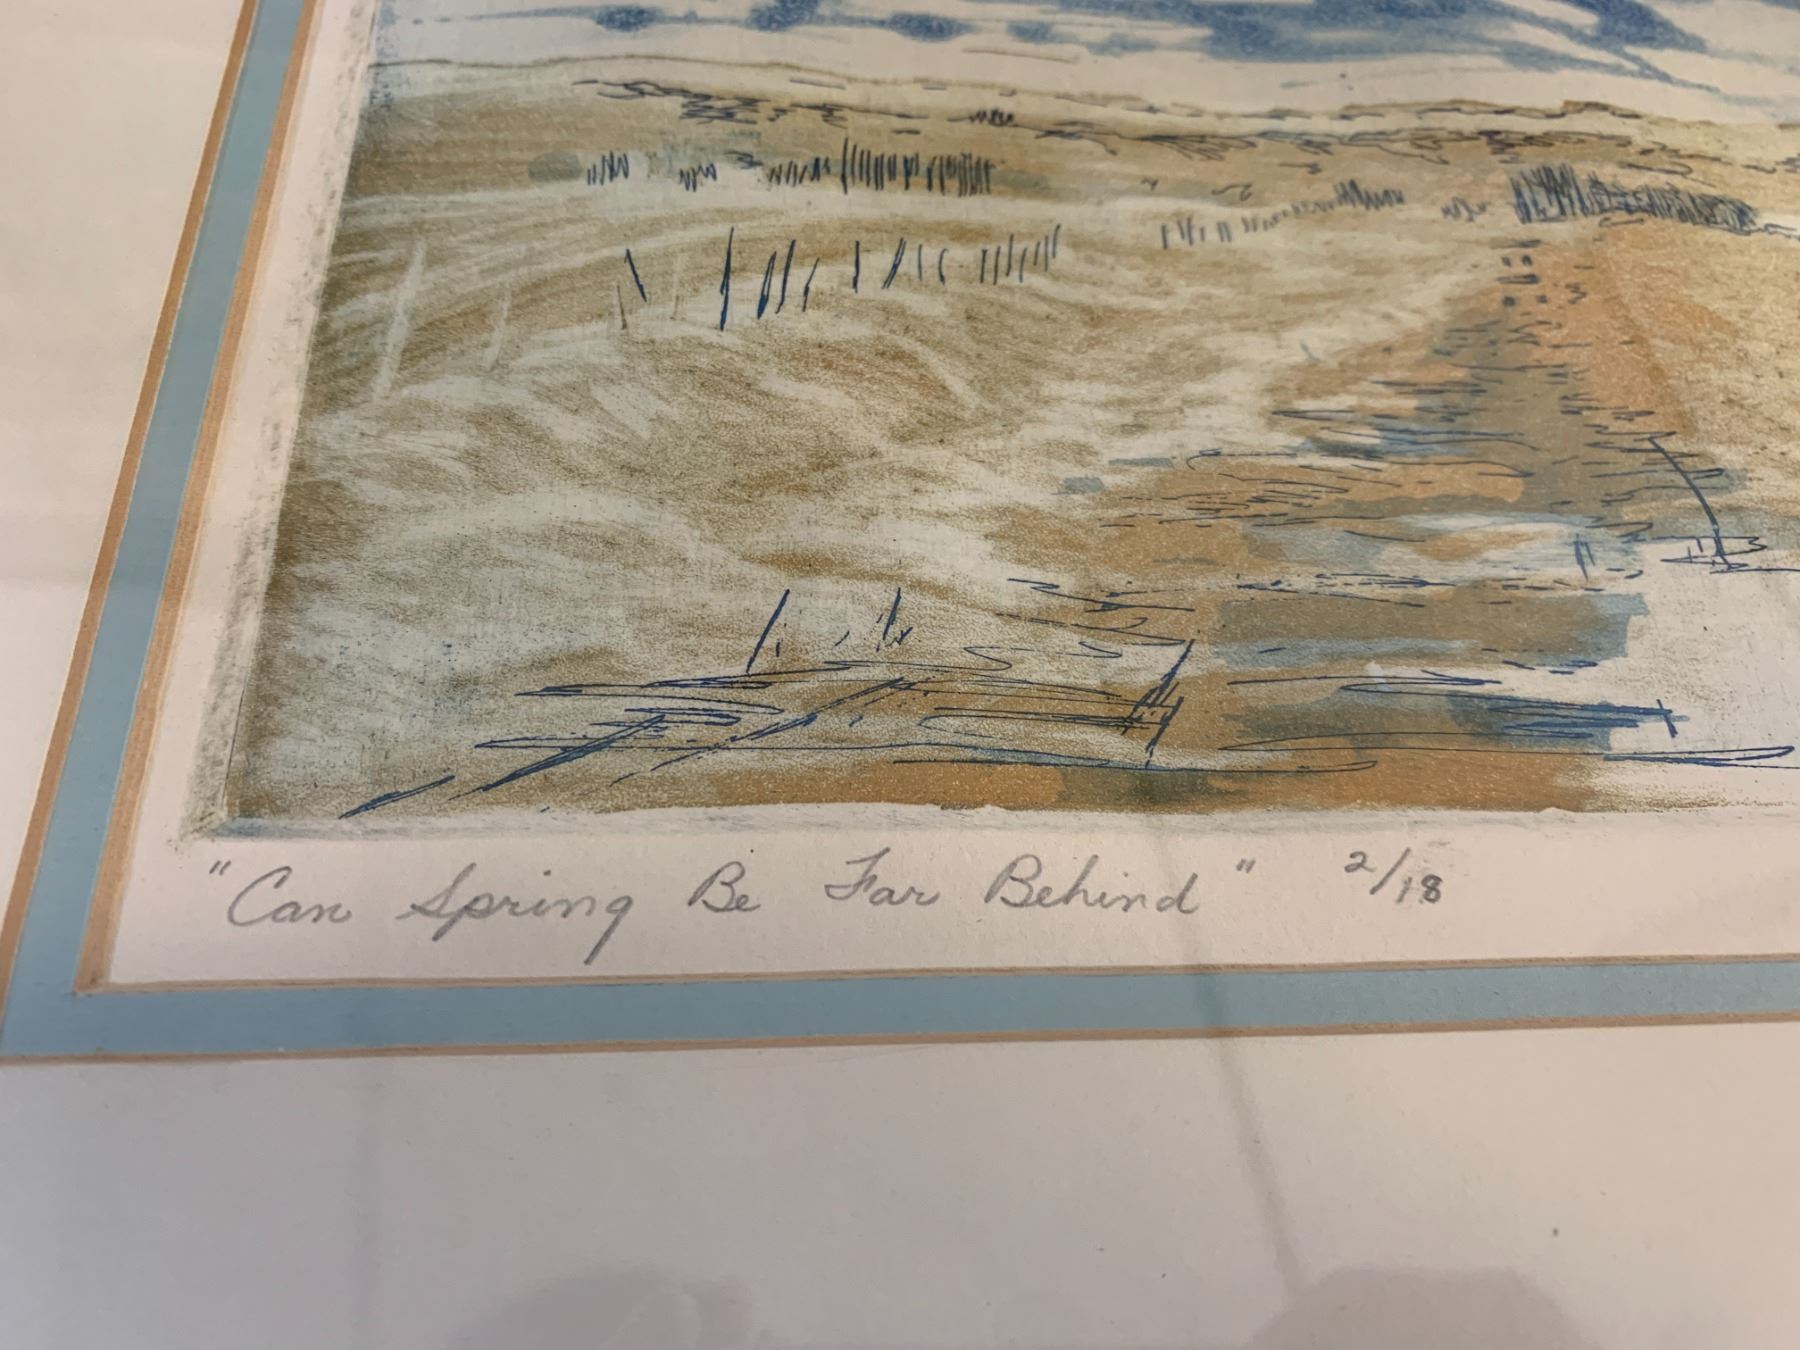 "Can Spring Be Far Behind" 2/18